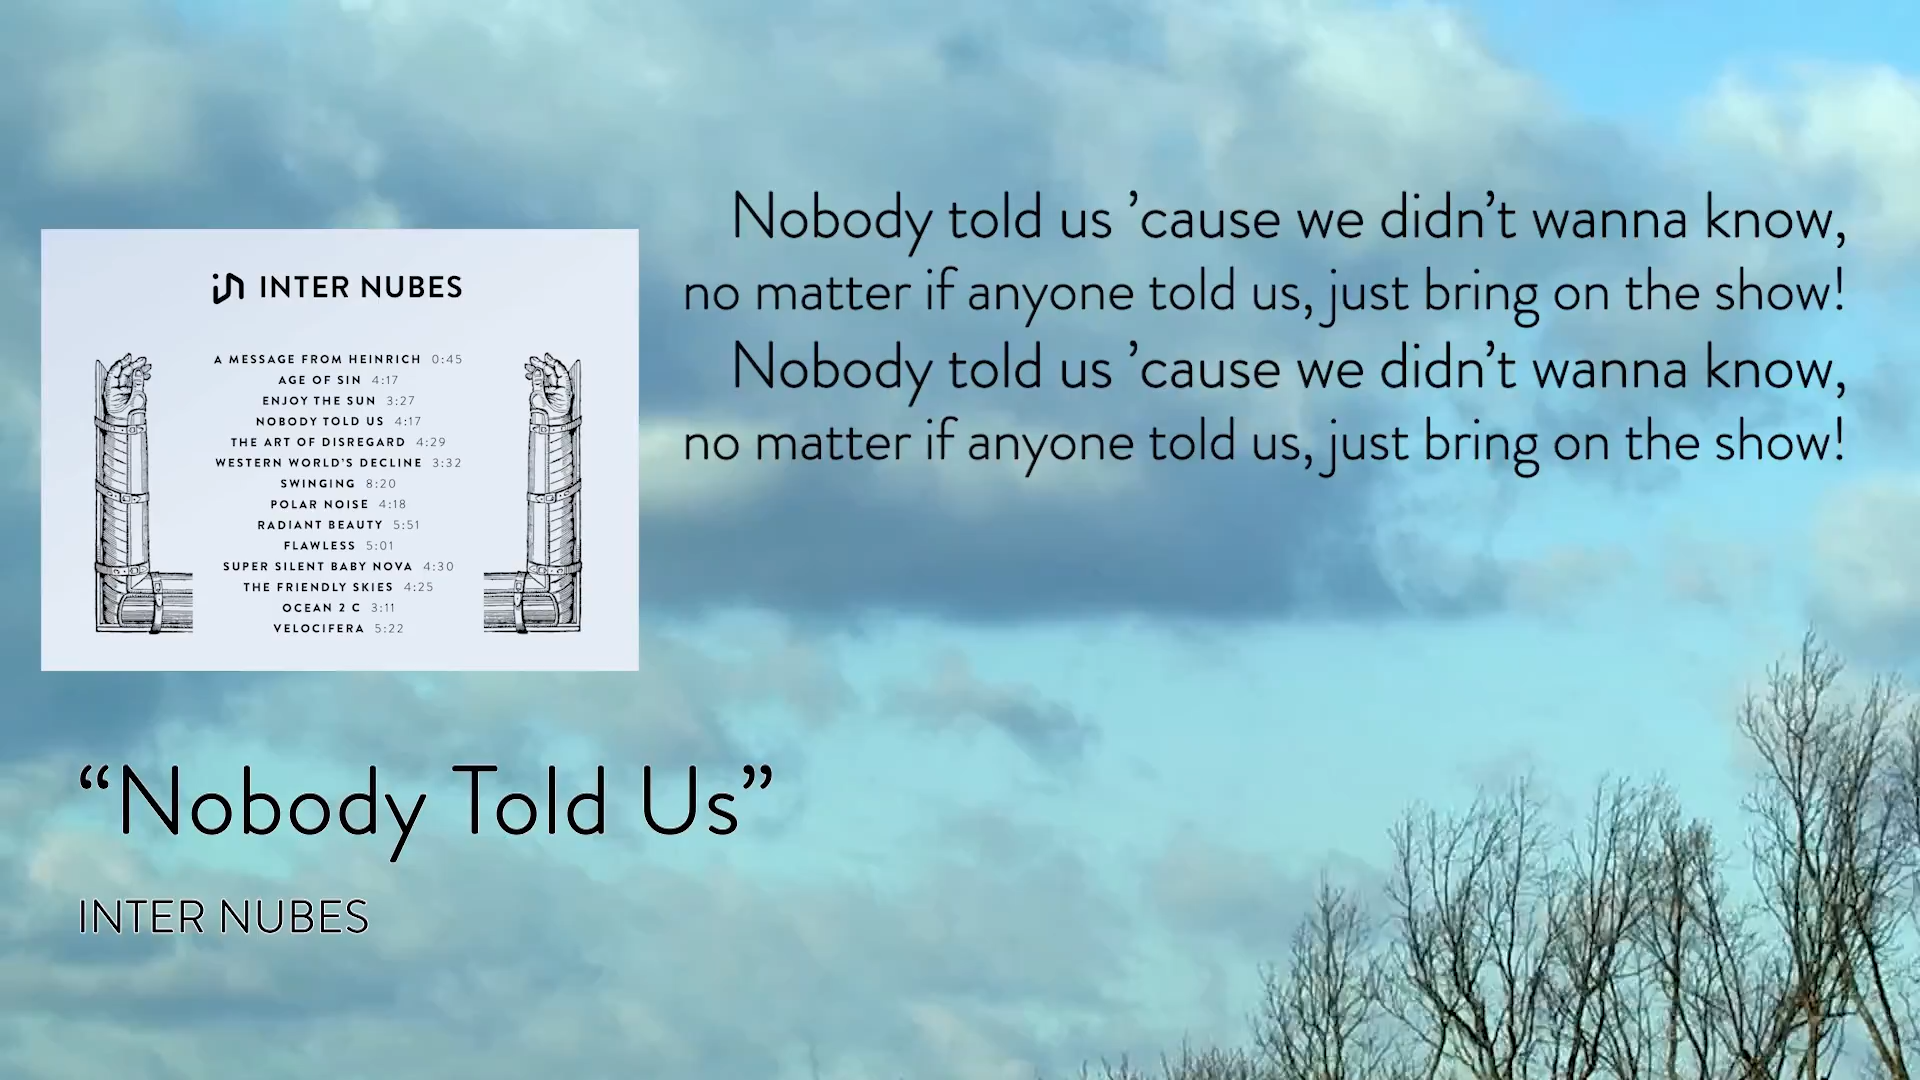 INTER NUBES
A MESSAGE FROM HEINRICH 0:45
AGE OF SIN 4:17
ENJOY THE SUN 3:27
NOBODY TOLD US 4:17
THE ART OF DISREGARD 4:29
WESTERN WORLD’S DECLINE 3:32
SWINGING 8:20
POLAR NOISE 4:18
RADIANT BEAUTY 5:51
FLAWLESS 5:01
SUPER SILENT BABY NOVA 4:30
THE FRIENDLY SKIES 4:25
OCEAN 2 C 3:11
VELOCIFERA 5:22
Nobody told us ’cause we didn’t wanna know,
no matter if anyone told us, just bring on the show!
Nobody told us ’cause we didn’t wanna know,
no matter if anyone told us, just bring on the show!
“Nobody Told Us”
INTER NUBES